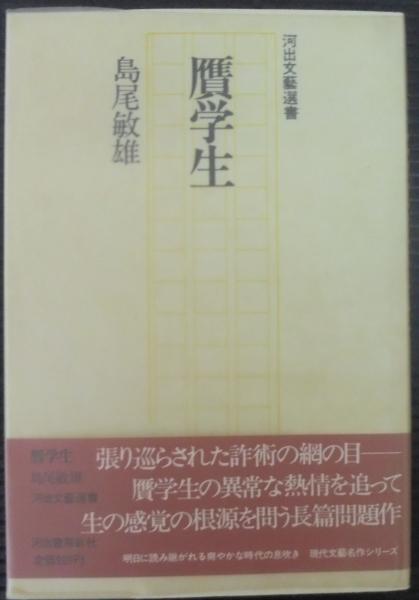 河出文藝選書
贋学生
島尾敏雄
張り巡らされた詐術の網の目──
贋学生の異常な熱情を追って
生の感覚の根源を問う長篇問題作
明日に読み継がれる爽やかな時代の息吹き 現代文藝名作シリーズ
贋学生
島尾敏雄
河出文藝選書
河出書房新社